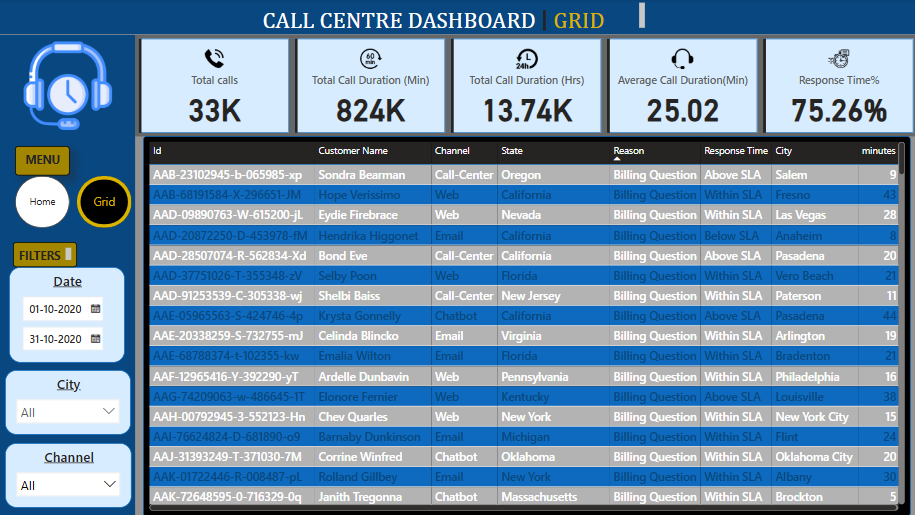 CALL CENTRE DASHBOARD | GRID
Total calls
33K
60 min
Total Call Duration (Min)
824K
24h
Total Call Duration (Hrs)
13.74K
Average Call Duration(Min)
25.02
Response Time%
75.26%
MENU
Home
Grid
FILTERS
Date
01-10-2020
31-10-2020
City
All
Channel
All
Id Customer Name Channel State Reason Response Time City minutes
AAB-23102945-b-065985-xp Sondra Bearman Call-Center Oregon Billing Question Above SLA Salem 9
AAB-68191584-X-296651-JM Hope Verissimo Web California Billing Question Within SLA Fresno 43
AAD-09890763-W-615200-jL Eydie Firebrace Web Nevada Billing Question Within SLA Las Vegas 28
AAD-20872250-D-453978-fM Hendrika Higgonet Email California Billing Question Below SLA Anaheim 8
AAD-28507074-R-562834-Xd Bond Eve Call-Center California Billing Question Above SLA Pasadena 20
AAD-37751026-T-355348-zV Selby Poon Web Florida Billing Question Within SLA Vero Beach 21
AAD-91253539-C-305338-wj Shelbi Baiss Call-Center New Jersey Billing Question Within SLA Paterson 11
AAE-05965563-S-424746-4p Krysta Gonnelly Chatbot California Billing Question Above SLA Pasadena 44
AAE-20338259-S-732755-mJ Celinda Blincko Email Virginia Billing Question Within SLA Arlington 19
AAE-68788374-t-102355-kw Emalia Wilton Email Florida Billing Question Within SLA Bradenton 21
AAF-12965416-Y-392290-yT Ardelle Dunbavin Web Pennsylvania Billing Question Within SLA Philadelphia 16
AAG-74209063-w-486645-1T Elonore Fernier Web Kentucky Billing Question Above SLA Louisville 38
AAH-00792945-3-552123-Hn Chev Quarles Web New York Billing Question Within SLA New York City 15
AAI-76624824-D-681890-o9 Barnaby Dunkinson Email Michigan Billing Question Within SLA Flint 24
AAJ-31393249-T-371030-7M Corrine Winfred Chatbot Oklahoma Billing Question Within SLA Oklahoma City 20
AAK-01722446-R-008487-pL Rolland Gillbey Email New York Billing Question Within SLA Albany 30
AAK-72648595-0-716329-0q Janith Tregonna Chatbot Massachusetts Billing Question Within SLA Brockton 5